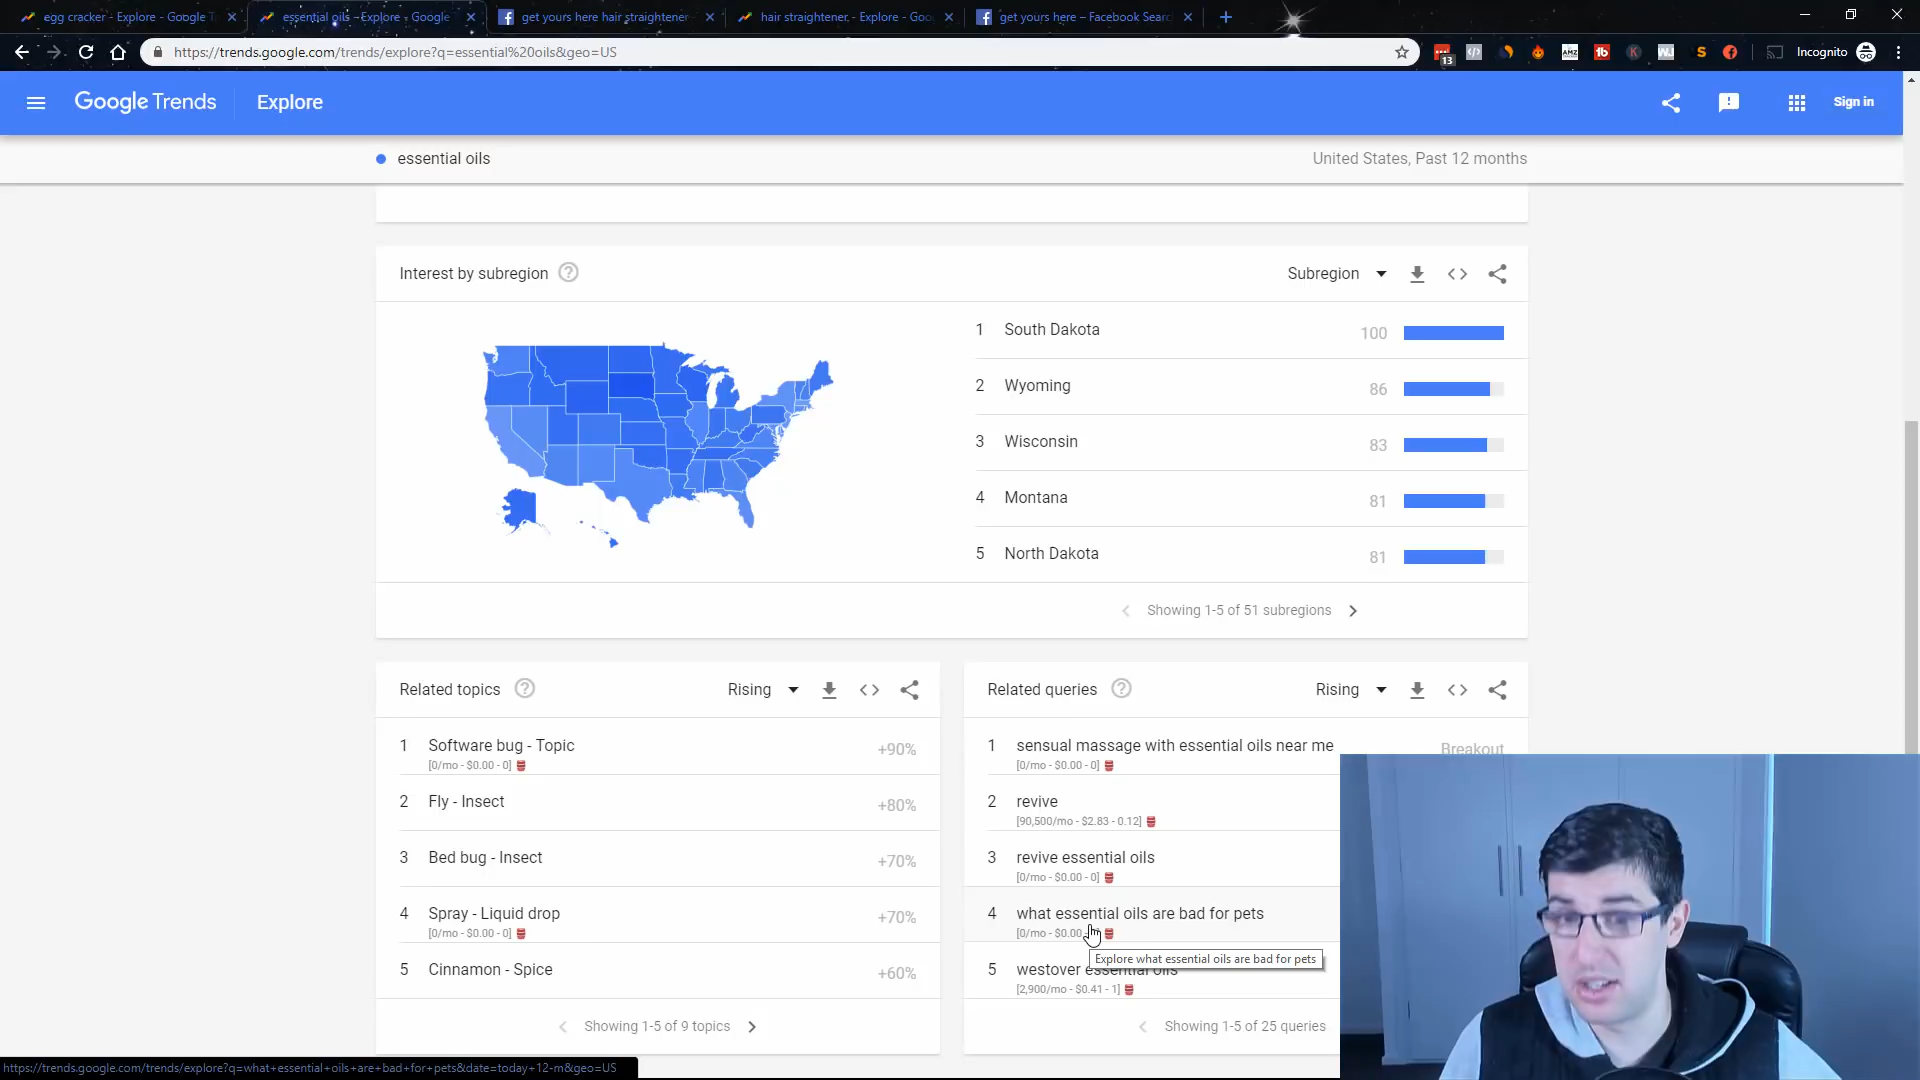 egg cracker - Explore - Google T
essential oils - Explore - Google
get yours here hair straightener
hair straightener. - Explore - Goo
get yours here – Facebook Searc
https://trends.google.com/trends/explore?q=essential%20oils&geo=US
13
AMZ
Incognito
Google Trends
Explore
Sign in
essential oils
United States, Past 12 months
Interest by subregion
Subregion
1 South Dakota 100
2 Wyoming 86
3 Wisconsin 83
4 Montana 81
5 North Dakota 81
Showing 1-5 of 51 subregions
Related topics
Rising
1 Software bug - Topic +90%
[0/mo - $0.00 - 0]
2 Fly - Insect +80%
3 Bed bug - Insect +70%
4 Spray - Liquid drop +70%
[0/mo - $0.00 - 0]
5 Cinnamon - Spice +60%
Showing 1-5 of 9 topics
Related queries
Rising
1 sensual massage with essential oils near me Breakout
[0/mo - $0.00 - 0]
2 revive
[90,500/mo - $2.83 - 0.12]
3 revive essential oils
[0/mo - $0.00 - 0]
4 what essential oils are bad for pets
[0/mo - $0.00
Explore what essential oils are bad for pets
5 westover essential oils
[2,900/mo - $0.41 - 1]
Showing 1-5 of 25 queries
https://trends.google.com/trends/explore?q=what+essential+oils+are+bad+for+pets&date=today+12-m&geo=US